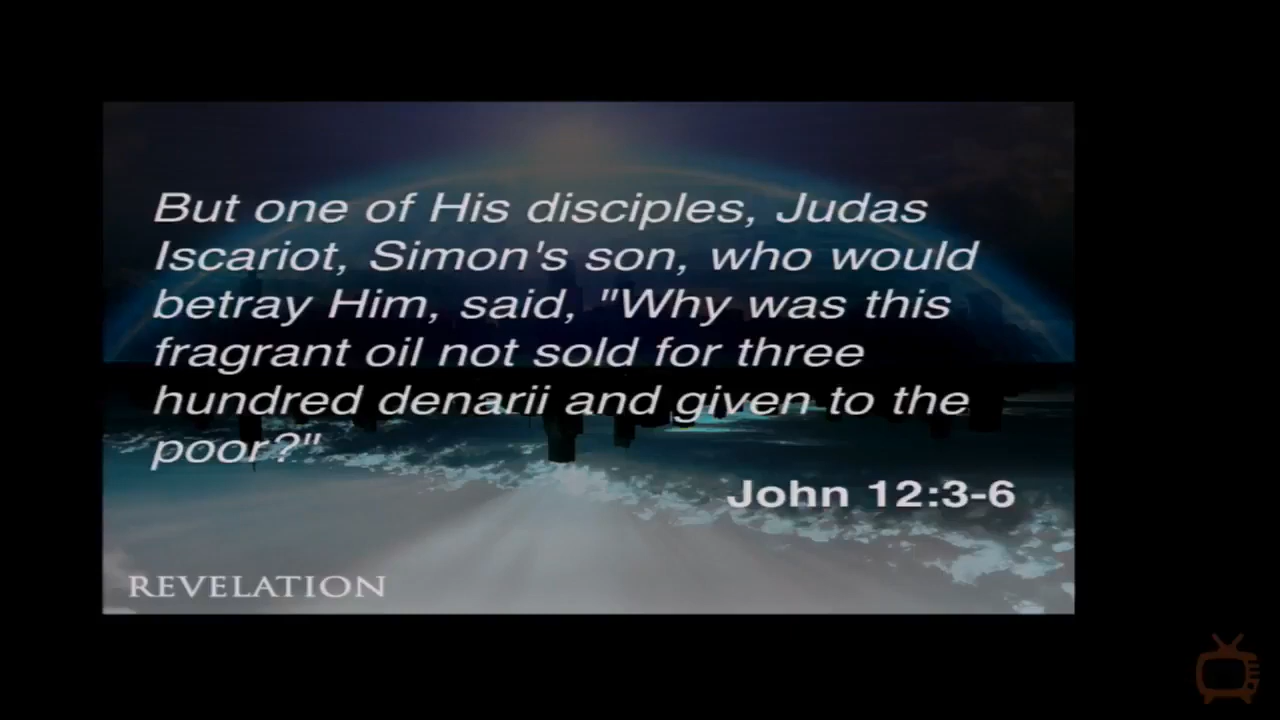 But one of His disciples, Judas
Iscariot, Simon's son, who would
betray Him, said, "Why was this
fragrant oil not sold for three
hundred denarii and given to the
poor?"
John 12:3-6
REVELATION